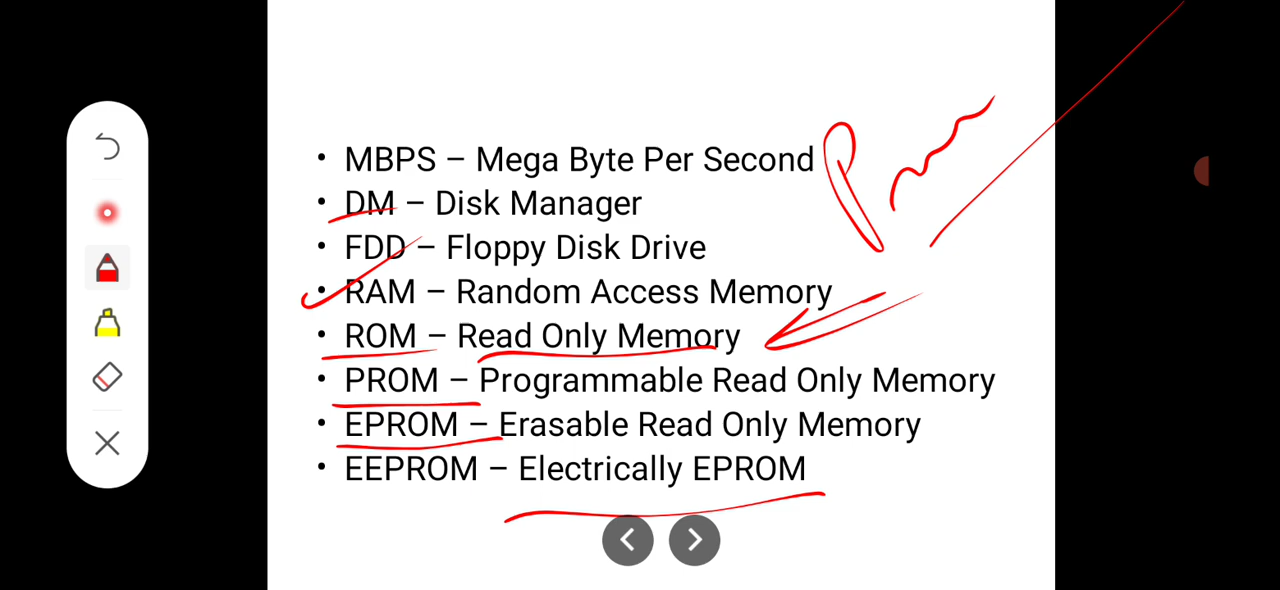 • MBPS – Mega Byte Per Second
• DM – Disk Manager
• FDD – Floppy Disk Drive
• RAM – Random Access Memory
• ROM – Read Only Memory
• PROM – Programmable Read Only Memory
• EPROM – Erasable Read Only Memory
• EEPROM – Electrically EPROM